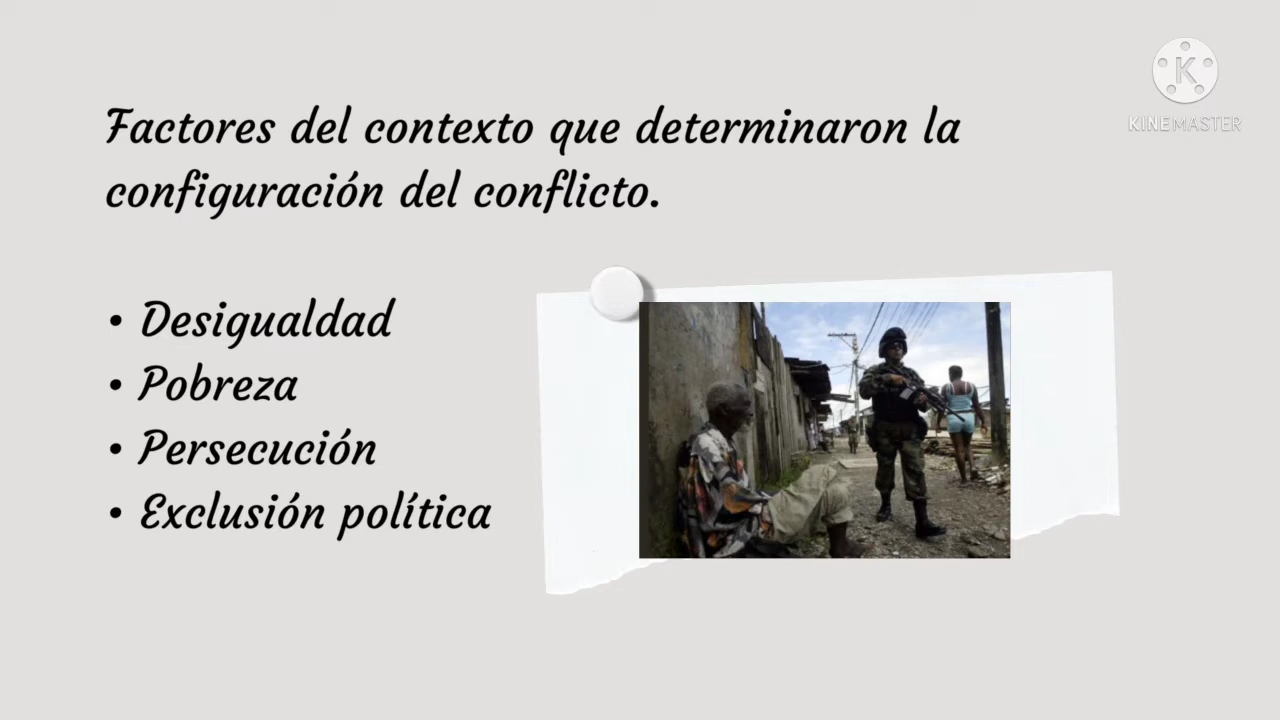 KINEMASTER
Factores del contexto que determinaron la
configuración del conflicto.
• Desigualdad
• Pobreza
• Persecución
• Exclusión política